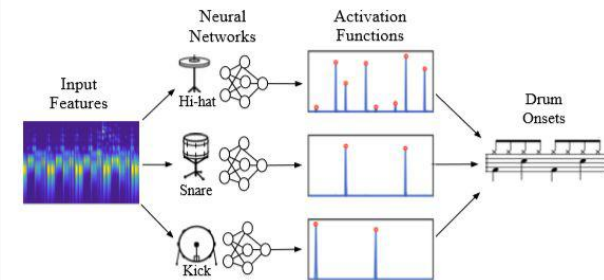 Neural
Networks
Activation
Functions
Input
Features
Hi-hat
Snare
Kick
Drum
Onsets